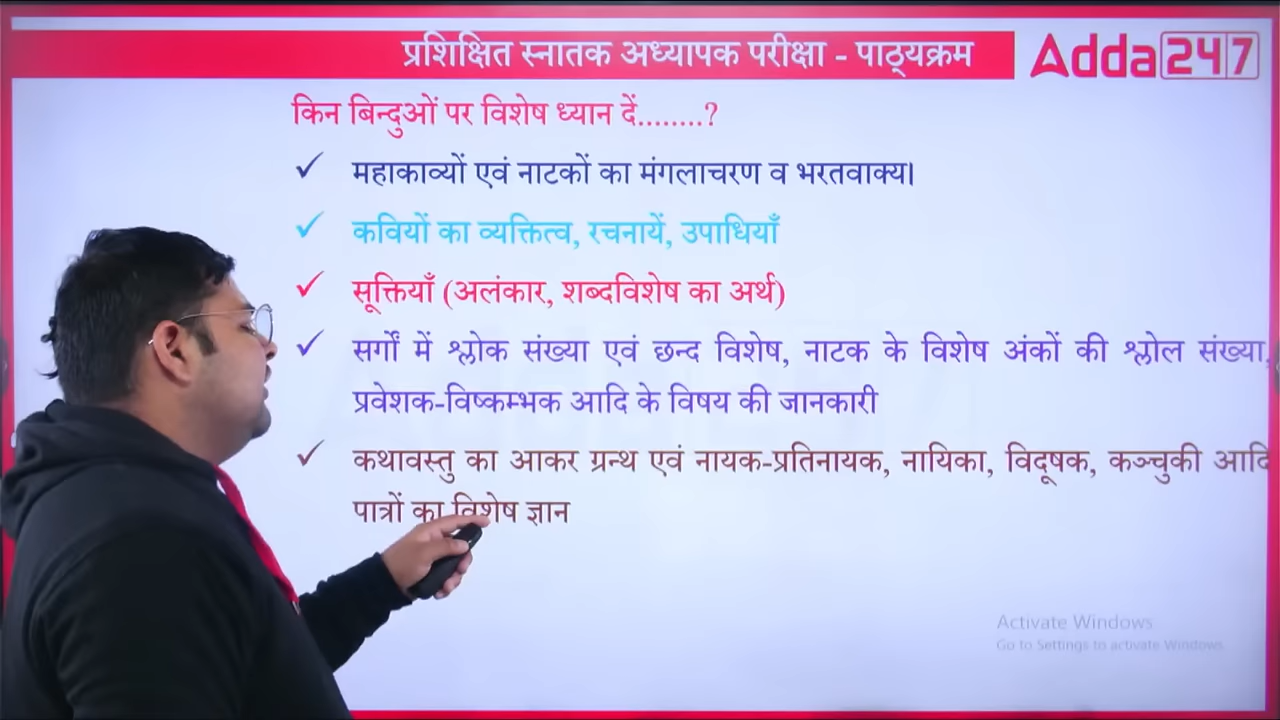 प्रशिक्षित स्नातक अध्यापक परीक्षा - पाठ्यक्रम
Adda247
किन बिन्दुओं पर विशेष ध्यान दें........?
महाकाव्यों एवं नाटकों का मंगलाचरण व भरतवाक्य।
कवियों का व्यक्तित्व, रचनायें, उपाधियाँ
सूक्तियाँ (अलंकार, शब्दविशेष का अर्थ)
सर्गों में श्लोक संख्या एवं छन्द विशेष, नाटक के विशेष अंकों की श्लोल संख्या,
प्रवेशक-विष्कम्भक आदि के विषय की जानकारी
कथावस्तु का आकर ग्रन्थ एवं नायक-प्रतिनायक, नायिका, विदूषक, कञ्चुकी आदि
पात्रों का विशेष ज्ञान
Activate Windows
Go to Settings to activate Windows.